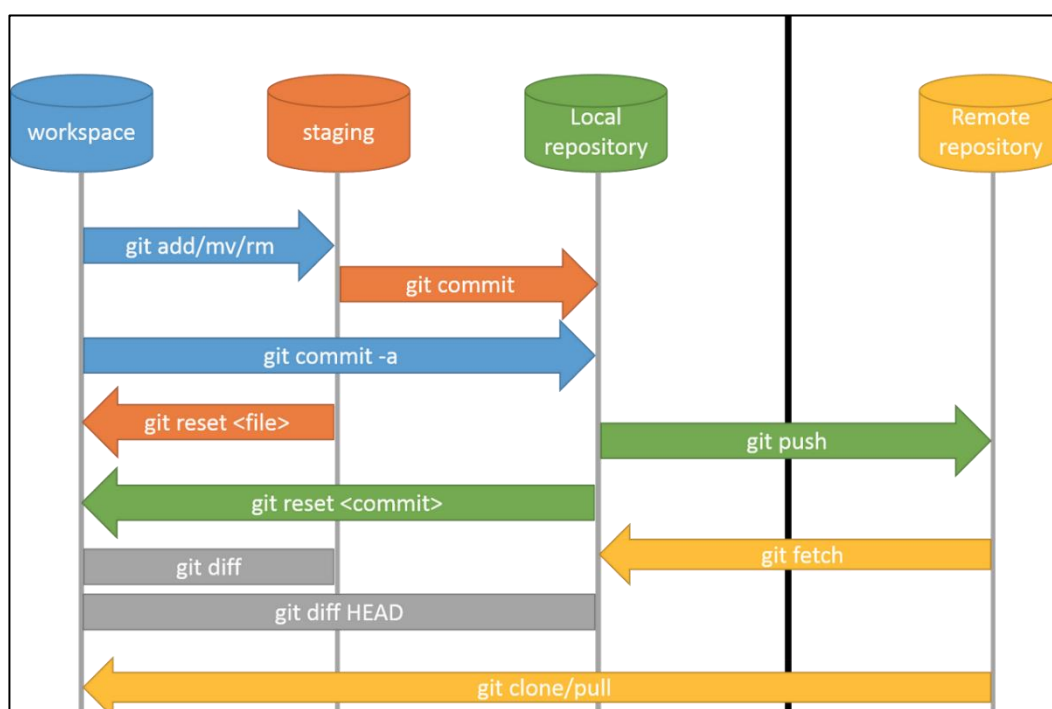 workspace
staging
Local
repository
Remote
repository
git add/mv/rm
git commit
git commit -a
git reset <file>
git push
git reset <commit>
git fetch
git diff
git diff HEAD
git clone/pull